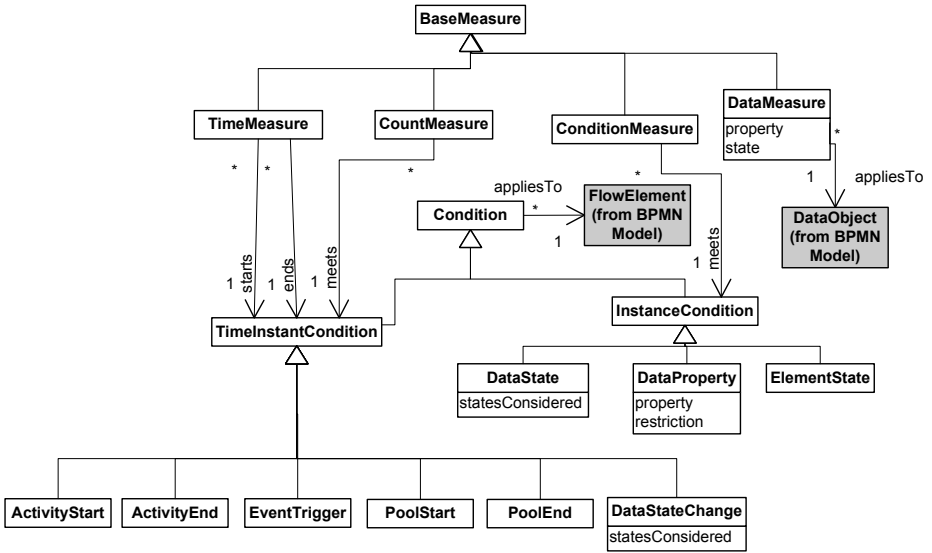 BaseMeasure
TimeMeasure
CountMeasure
ConditionMeasure
DataMeasure
property
state
*
*
*
*
*
1
appliesTo
appliesTo
Condition
*
1
FlowElement
(from BPMN
Model)
DataObject
(from BPMN
Model)
1
starts
1
ends
1
meets
1
meets
TimeInstantCondition
InstanceCondition
DataState
statesConsidered
DataProperty
property
restriction
ElementState
ActivityStart
ActivityEnd
EventTrigger
PoolStart
PoolEnd
DataStateChange
statesConsidered